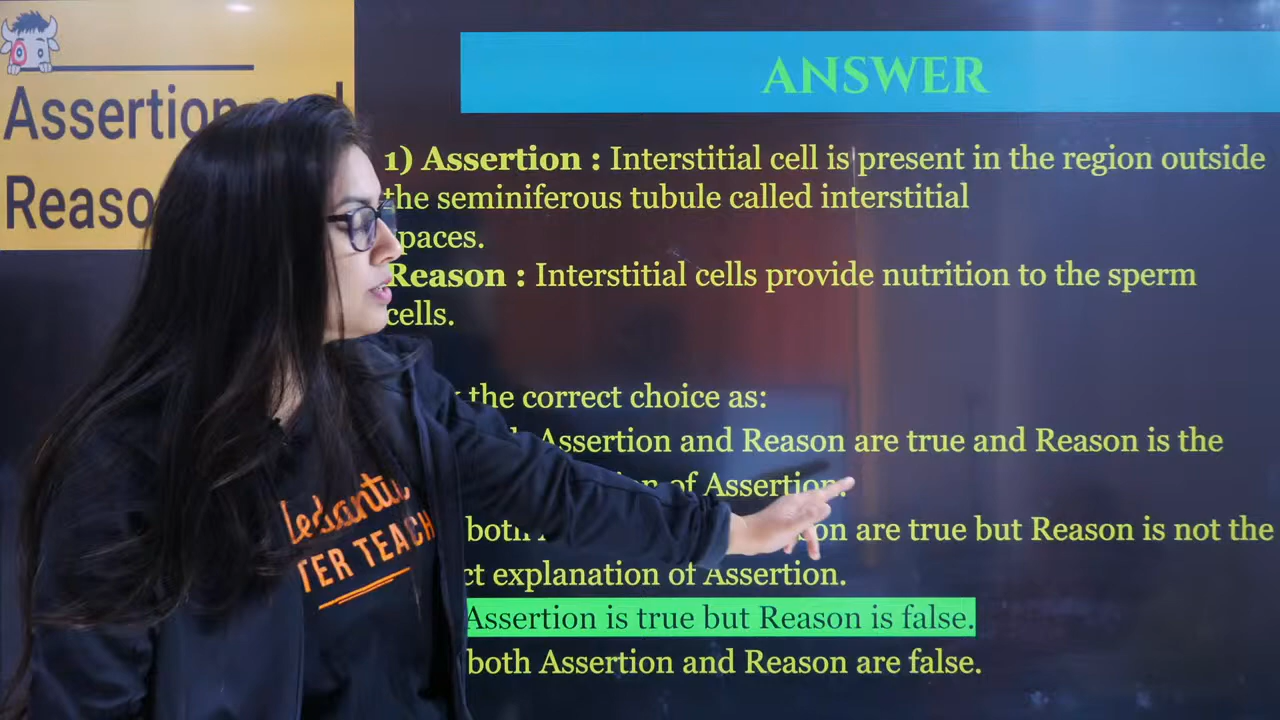 Assertion
Reaso
ANSWER
1) Assertion : Interstitial cell is present in the region outside
the seminiferous tubule called interstitial
paces.
Reason : Interstitial cells provide nutrition to the sperm
cells.
the correct choice as:
Assertion and Reason are true and Reason is the
of Assertion.
both on are true but Reason is not the
ct explanation of Assertion.
Assertion is true but Reason is false.
both Assertion and Reason are false.
edantu
TER TEACH